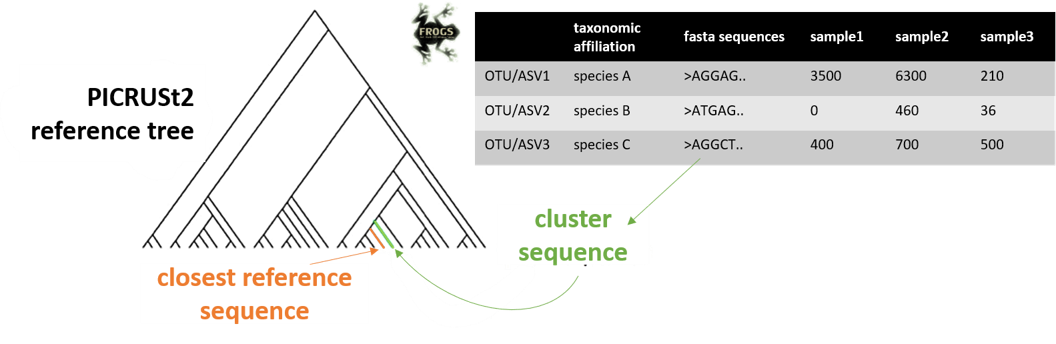 FROGS
PICRUSt2
reference tree
taxonomic affiliation fasta sequences sample1 sample2 sample3
OTU/ASV1 species A >AGGAG.. 3500 6300 210
OTU/ASV2 species B >ATGAG.. 0 460 36
OTU/ASV3 species C >AGGCT.. 400 700 500
cluster
sequence
closest reference
sequence